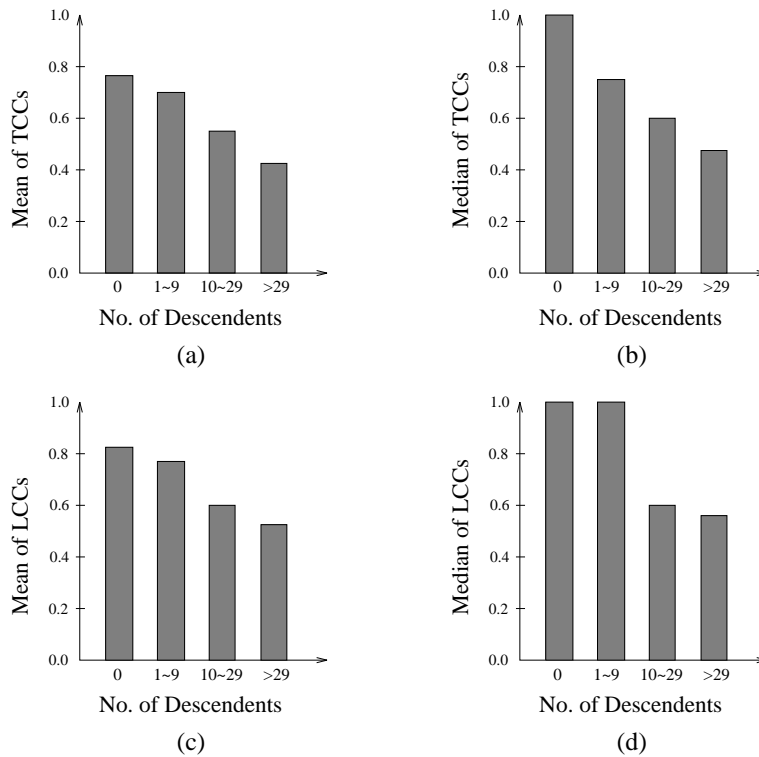 1.0
0.8
0.6
0.4
0.2
0.0
Mean of TCCs
0 1~9 10~29 >29
No. of Descendents
(a)
1.0
0.8
0.6
0.4
0.2
0.0
Median of TCCs
0 1~9 10~29 >29
No. of Descendents
(b)
1.0
0.8
0.6
0.4
0.2
0.0
Mean of LCCs
0 1~9 10~29 >29
No. of Descendents
(c)
1.0
0.8
0.6
0.4
0.2
0.0
Median of LCCs
0 1~9 10~29 >29
No. of Descendents
(d)